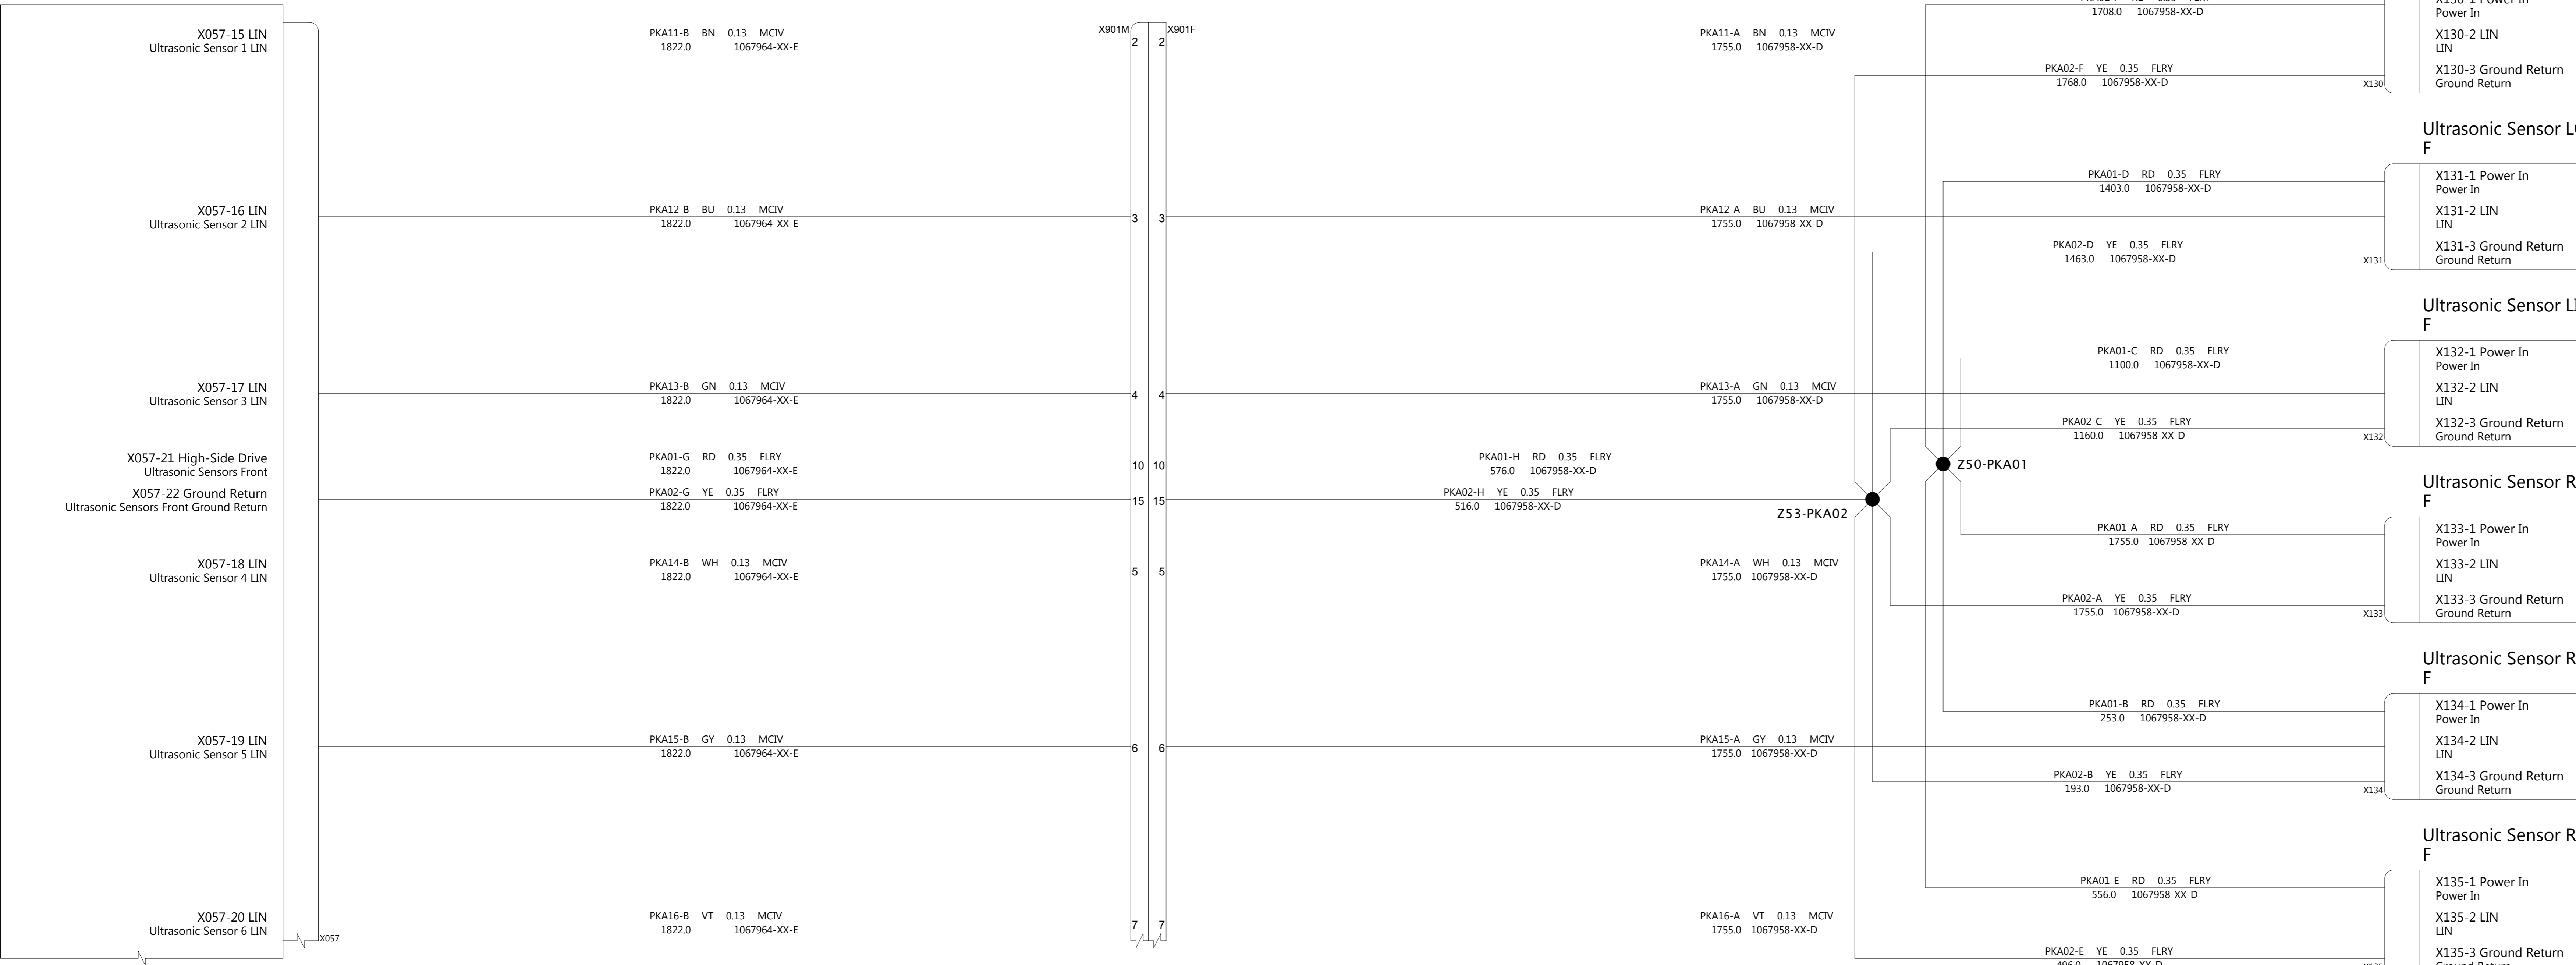 X057-15 LIN
Ultrasonic Sensor 1 LIN
X057-16 LIN
Ultrasonic Sensor 2 LIN
X057-17 LIN
Ultrasonic Sensor 3 LIN
X057-21 High-Side Drive
Ultrasonic Sensors Front
X057-22 Ground Return
Ultrasonic Sensors Front Ground Return
X057-18 LIN
Ultrasonic Sensor 4 LIN
X057-19 LIN
Ultrasonic Sensor 5 LIN
X057-20 LIN
Ultrasonic Sensor 6 LIN
X057
PKA11-B BN 0.13 MCIV
1822.0 1067964-XX-E
PKA12-B BU 0.13 MCIV
1822.0 1067964-XX-E
PKA13-B GN 0.13 MCIV
1822.0 1067964-XX-E
PKA01-G RD 0.35 FLRY
1822.0 1067964-XX-E
PKA02-G YE 0.35 FLRY
1822.0 1067964-XX-E
PKA14-B WH 0.13 MCIV
1822.0 1067964-XX-E
PKA15-B GY 0.13 MCIV
1822.0 1067964-XX-E
PKA16-B VT 0.13 MCIV
1822.0 1067964-XX-E
X901M X901F
2 2
3 3
4 4
10 10
15 15
5 5
6 6
7 7
PKA01-H RD 0.35 FLRY
576.0 1067958-XX-D
PKA02-H YE 0.35 FLRY
516.0 1067958-XX-D
PKA11-A BN 0.13 MCIV
1755.0 1067958-XX-D
PKA12-A BU 0.13 MCIV
1755.0 1067958-XX-D
PKA13-A GN 0.13 MCIV
1755.0 1067958-XX-D
Z53-PKA02
Z50-PKA01
PKA14-A WH 0.13 MCIV
1755.0 1067958-XX-D
PKA15-A GY 0.13 MCIV
1755.0 1067958-XX-D
PKA16-A VT 0.13 MCIV
1755.0 1067958-XX-D
1708.0 1067958-XX-D
PKA02-F YE 0.35 FLRY
1768.0 1067958-XX-D
PKA01-D RD 0.35 FLRY
1403.0 1067958-XX-D
PKA02-D YE 0.35 FLRY
1463.0 1067958-XX-D
PKA01-C RD 0.35 FLRY
1100.0 1067958-XX-D
PKA02-C YE 0.35 FLRY
1160.0 1067958-XX-D
PKA01-A RD 0.35 FLRY
1755.0 1067958-XX-D
PKA02-A YE 0.35 FLRY
1755.0 1067958-XX-D
PKA01-B RD 0.35 FLRY
253.0 1067958-XX-D
PKA02-B YE 0.35 FLRY
193.0 1067958-XX-D
PKA01-E RD 0.35 FLRY
556.0 1067958-XX-D
PKA02-E YE 0.35 FLRY
Power In
X130-2 LIN
LIN
X130-3 Ground Return
Ground Return
X130
Ultrasonic Sensor
F
X131-1 Power In
Power In
X131-2 LIN
LIN
X131-3 Ground Return
Ground Return
X131
Ultrasonic Sensor
F
X132-1 Power In
Power In
X132-2 LIN
LIN
X132-3 Ground Return
Ground Return
X132
Ultrasonic Sensor R
F
X133-1 Power In
Power In
X133-2 LIN
LIN
X133-3 Ground Return
Ground Return
X133
Ultrasonic Sensor R
F
X134-1 Power In
Power In
X134-2 LIN
LIN
X134-3 Ground Return
Ground Return
X134
Ultrasonic Sensor R
F
X135-1 Power In
Power In
X135-2 LIN
LIN
X135-3 Ground Return